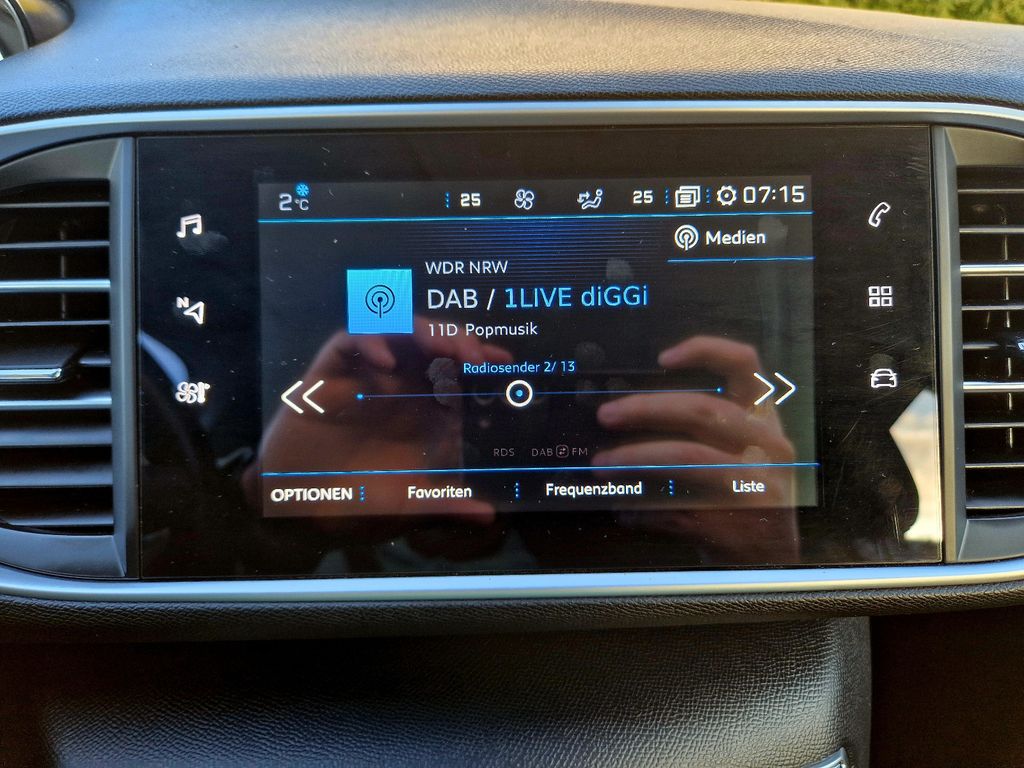 2°C 25 25 07:15
Medien
WDR NRW
DAB / 1LIVE diGGi
11D Popmusik
N
Radiosender 2/ 13
RDS DAB FM
OPTIONEN Favoriten Frequenzband Liste